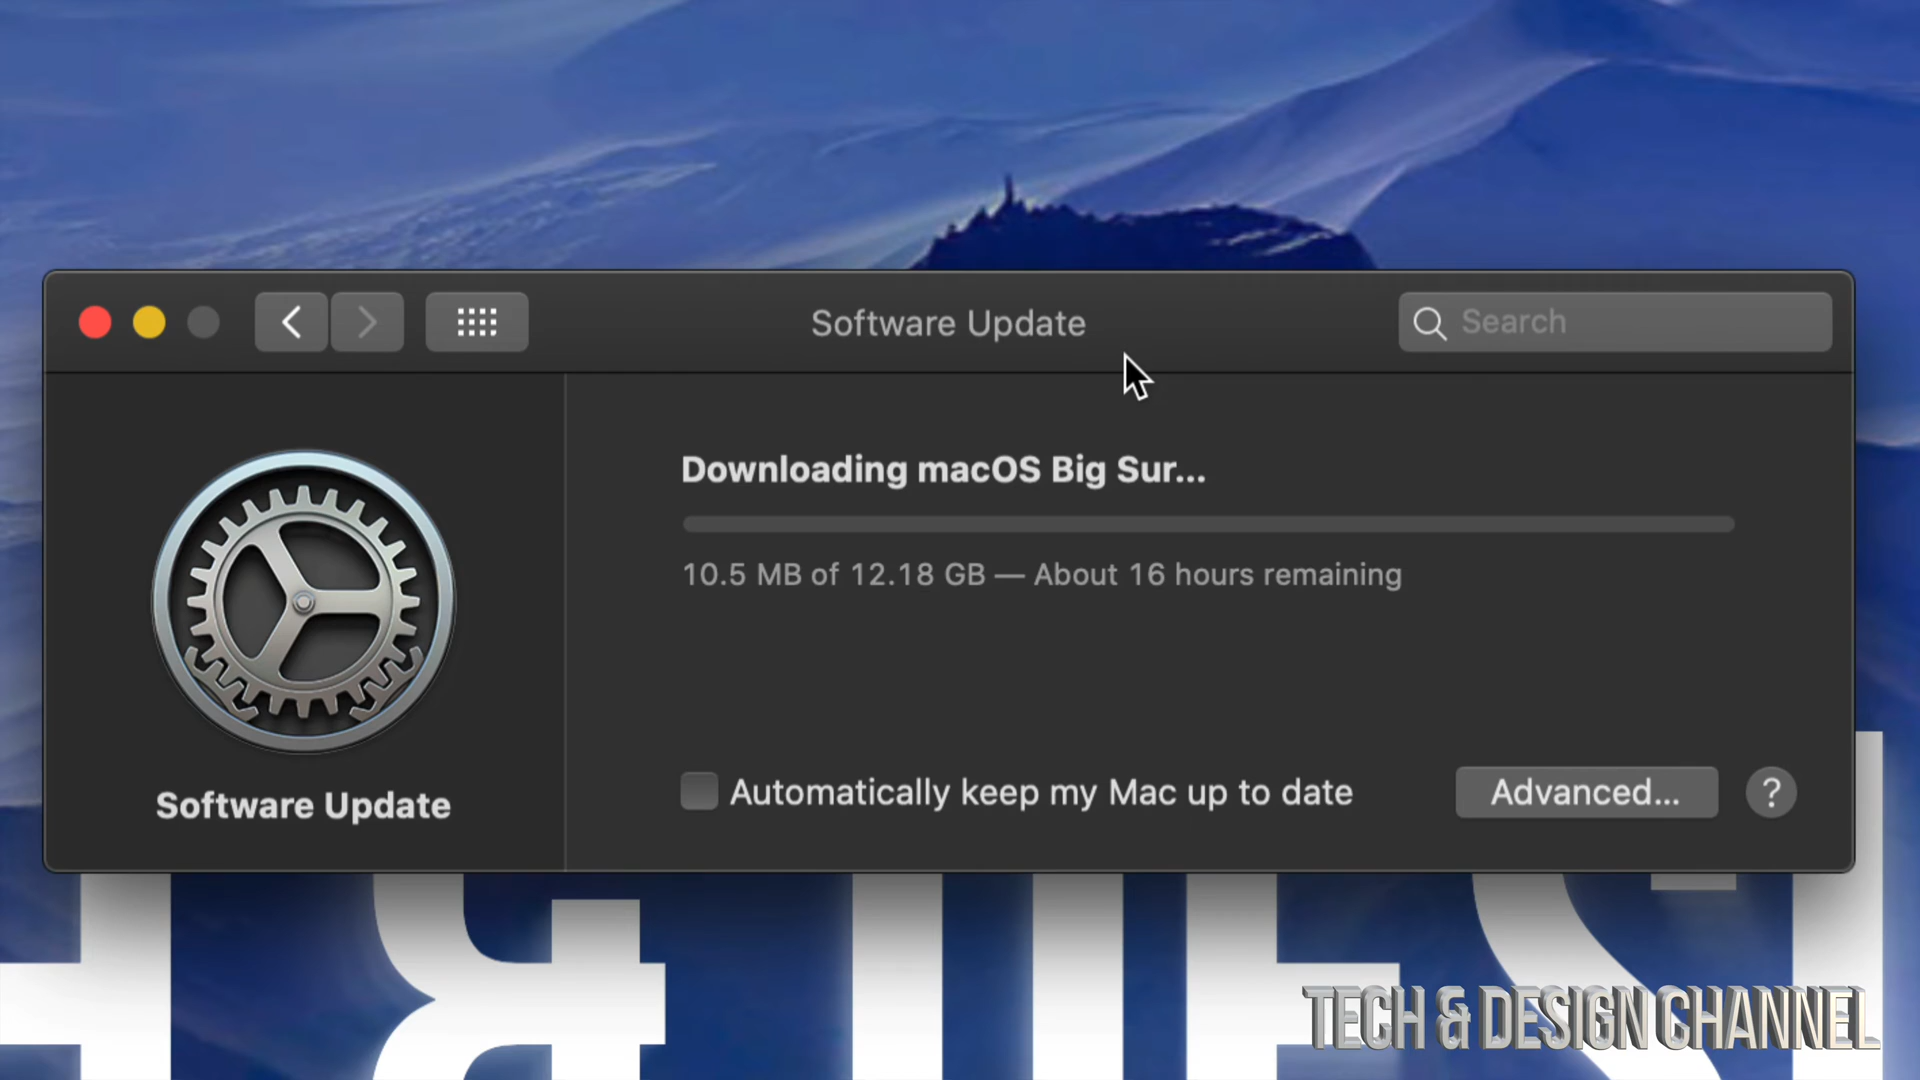 Software Update
Search
Downloading macOS Big Sur...
10.5 MB of 12.18 GB — About 16 hours remaining
Software Update
Automatically keep my Mac up to date
Advanced...
?
TECH & DESIGN CHANNEL